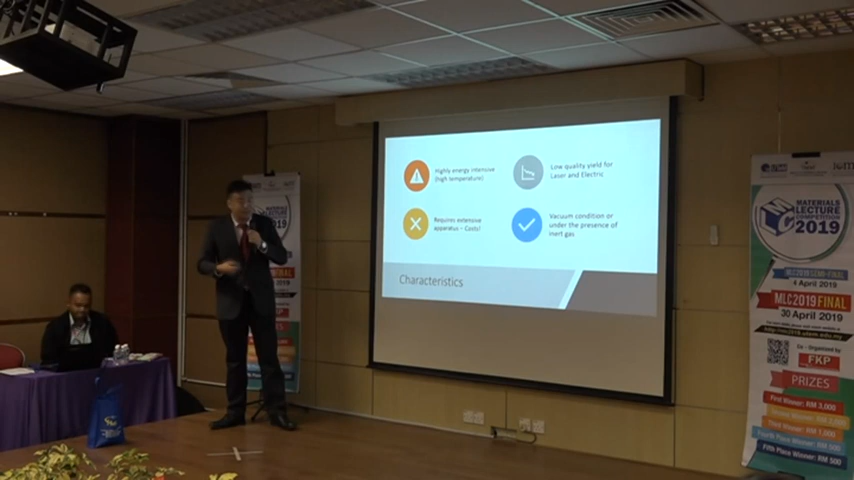 Highly energy intensive
(high temperature)
Low quality yield for
Laser and Electric
Requires extensive
apparatus - Costs!
Vacuum condition or
under the presence of
inert gas
Characteristics
2019
MATERIALS
LECTURE
COMPETITION
2019
MLC
MLC2019 SEMI-FINAL
4 April 2019
MLC2019 FINAL
30 April 2019
Co - Organized by
FKP
PRIZES
First Winner: RM 3,000
Third Winner: RM 1,000
Fourth Place Winner: RM 500
Fifth Place Winner: RM 500